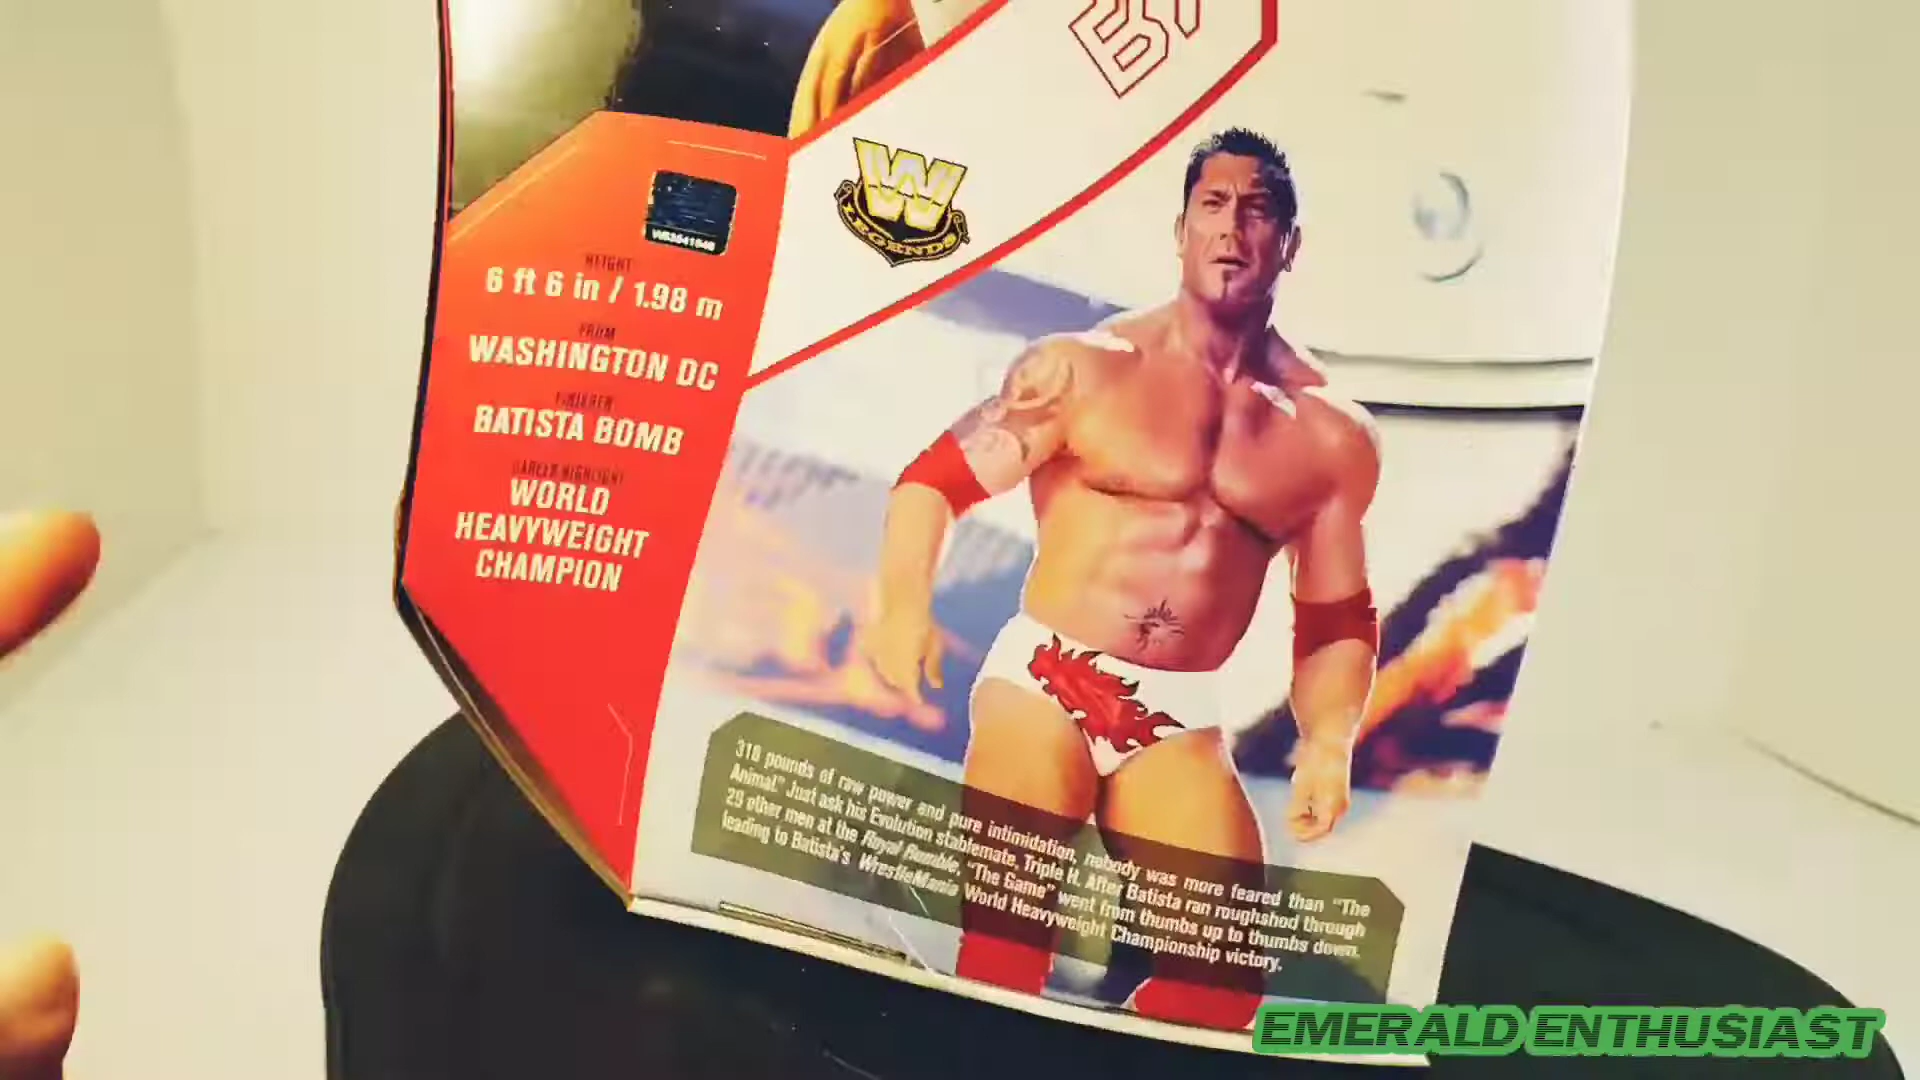 W
LEGENDS
HEIGHT
6 ft 6 in / 1.98 m
FROM
WASHINGTON DC
FINISHER
BATISTA BOMB
CAREER HIGHLIGHT
WORLD
HEAVYWEIGHT
CHAMPION
318 pounds of raw power and pure intimidation, nobody was more feared than “The
Animal.” Just ask his Evolution stablemate, Triple H. After Batista ran roughshod through
29 other men at the Royal Rumble, “The Game” went from thumbs up to thumbs down,
leading to Batista's WrestleMania World Heavyweight Championship victory.
EMERALD ENTHUSIAST